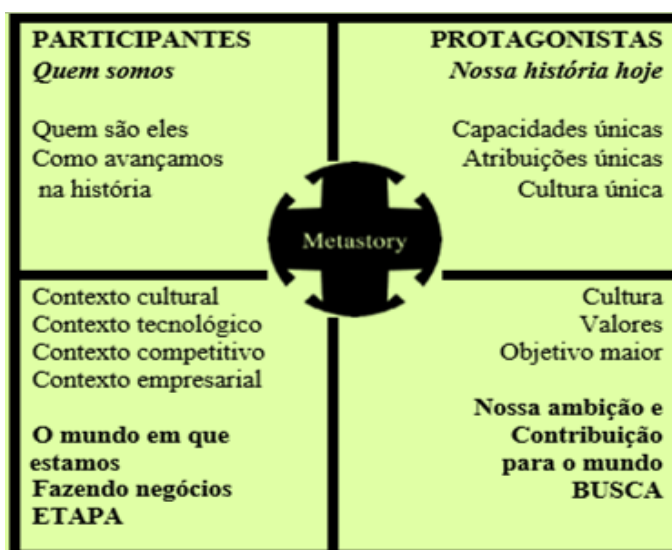 PARTICIPANTES
Quem somos
Quem são eles
Como avançamos
na história
PROTAGONISTAS
Nossa história hoje
Capacidades únicas
Atribuições únicas
Cultura única
Metastory
Contexto cultural
Contexto tecnológico
Contexto competitivo
Contexto empresarial
O mundo em que
estamos
Fazendo negócios
ETAPA
Cultura
Valores
Objetivo maior
Nossa ambição e
Contribuição
para o mundo
BUSCA